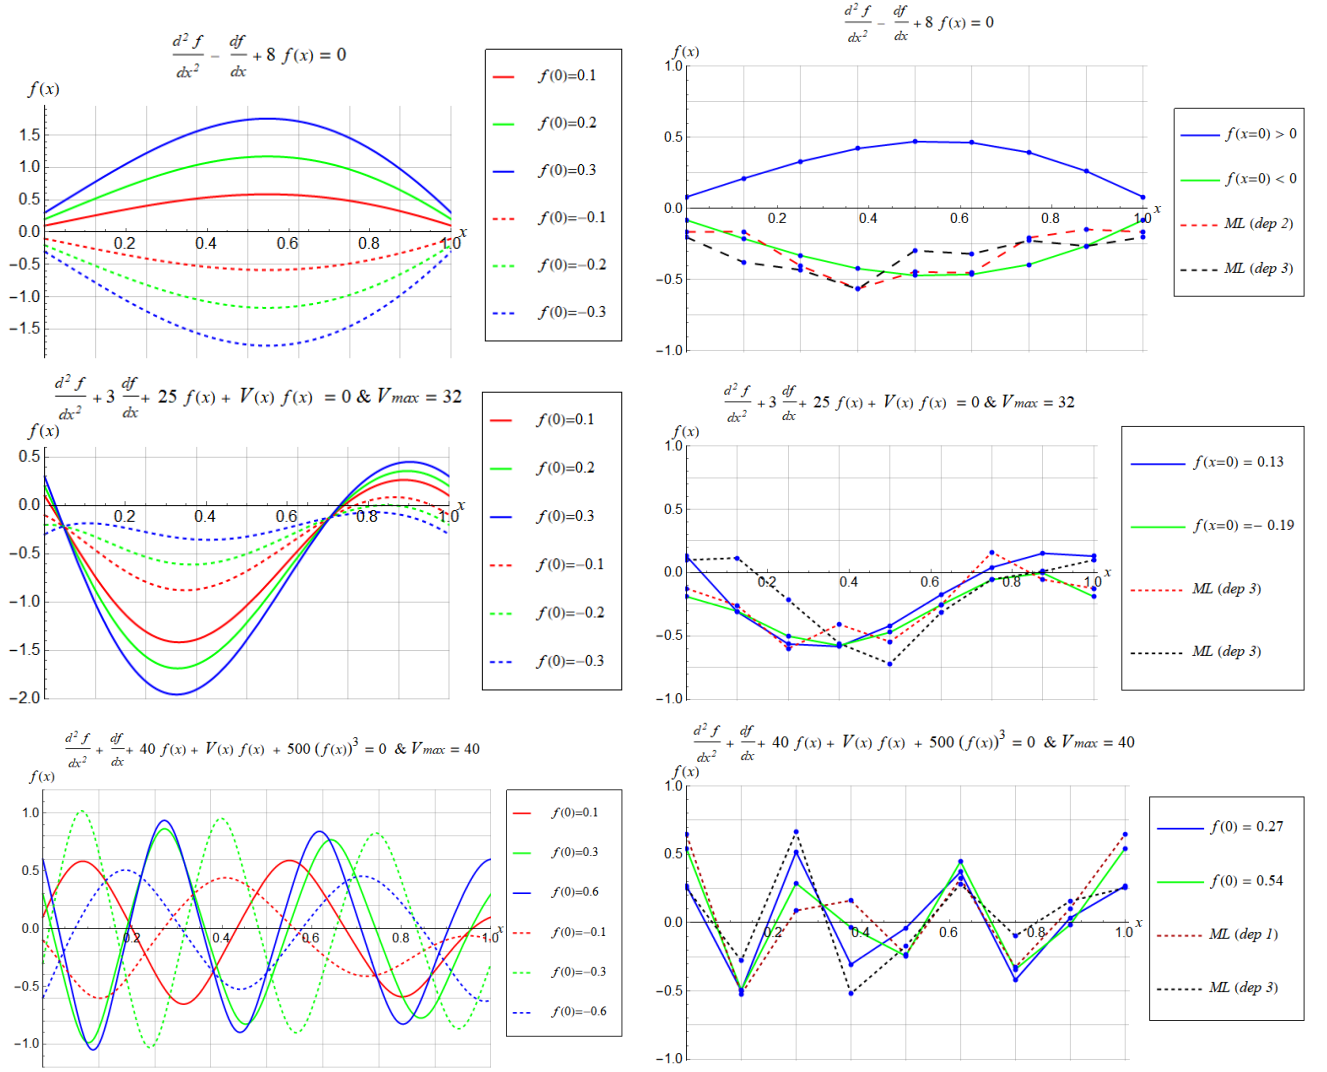 d² f/dx² − df/dx + 8 f(x) = 0
f(x)
1.5
1.0
0.5
0.0
−0.5
−1.0
−1.5
0.2 0.4 0.6 0.8 1.0 x
f(0)=0.1
f(0)=0.2
f(0)=0.3
f(0)=−0.1
f(0)=−0.2
f(0)=−0.3
d² f/dx² − df/dx + 8 f(x) = 0
f(x)
1.0
0.5
0.0
−0.5
−1.0
0.2 0.4 0.6 0.8 1.0 x
f(x=0) > 0
f(x=0) < 0
ML (dep 2)
ML (dep 3)
d² f/dx² + 3 df/dx + 25 f(x) + V(x) f(x) = 0 & Vmax = 32
f(x)
0.5
0.0
−0.5
−1.0
−1.5
−2.0
0.2 0.4 0.6 0.8 1.0 x
f(0)=0.1
f(0)=0.2
f(0)=0.3
f(0)=−0.1
f(0)=−0.2
f(0)=−0.3
d² f/dx² + 3 df/dx + 25 f(x) + V(x) f(x) = 0 & Vmax = 32
f(x)
1.0
0.5
0.0
−0.5
−1.0
0.2 0.4 0.6 0.8 1.0 x
f(x=0) = 0.13
f(x=0) =− 0.19
ML (dep 3)
ML (dep 3)
d² f/dx² + df/dx + 40 f(x) + V(x) f(x) + 500 (f(x))³ = 0 & Vmax = 40
f(x)
1.0
0.5
0.0
−0.5
−1.0
0.2 0.4 0.6 0.8 1.0 x
f(0)=0.1
f(0)=0.3
f(0)=0.6
f(0)=−0.1
f(0)=−0.3
f(0)=−0.6
d² f/dx² + df/dx + 40 f(x) + V(x) f(x) + 500 (f(x))³ = 0 & Vmax = 40
f(x)
1.0
0.5
0.0
−0.5
−1.0
0.2 0.4 0.6 0.8 1.0 x
f(0) = 0.27
f(0) = 0.54
ML (dep 1)
ML (dep 3)